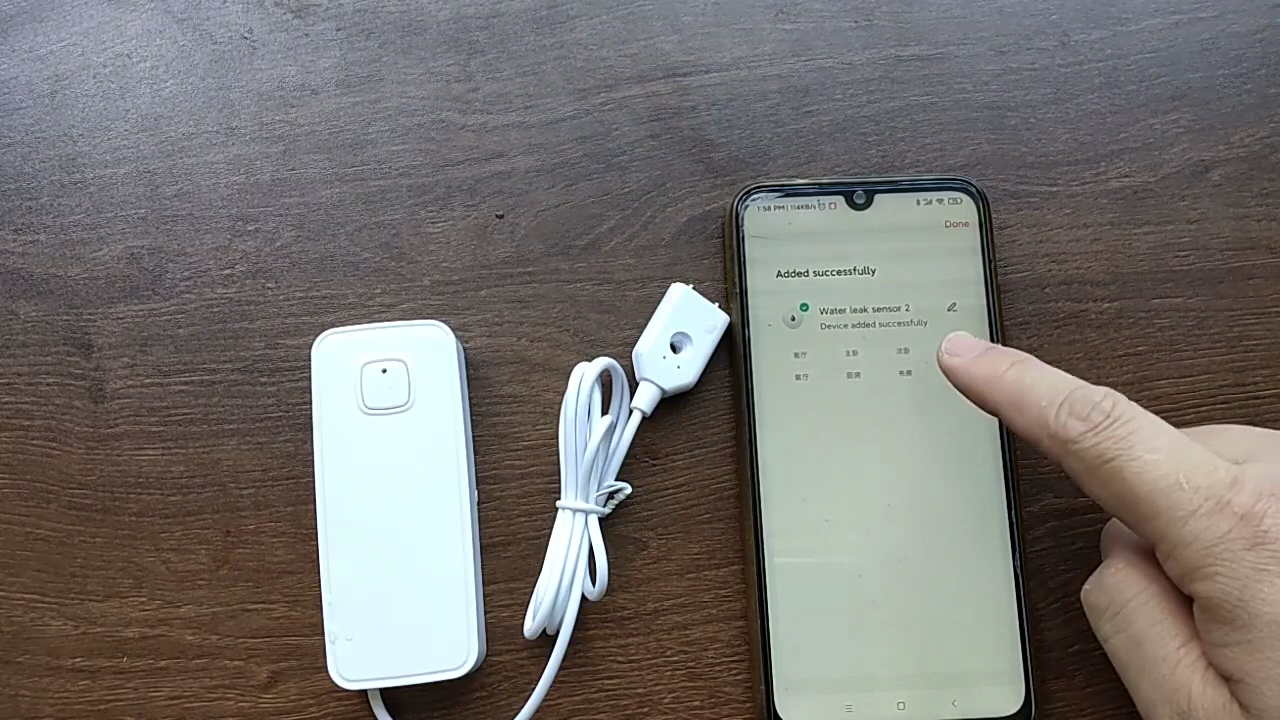 1:58 PM | 114KB/s
Done
Added successfully
Water leak sensor 2
Device added successfully
客厅 主卧 次卧
餐厅 厨房 书房